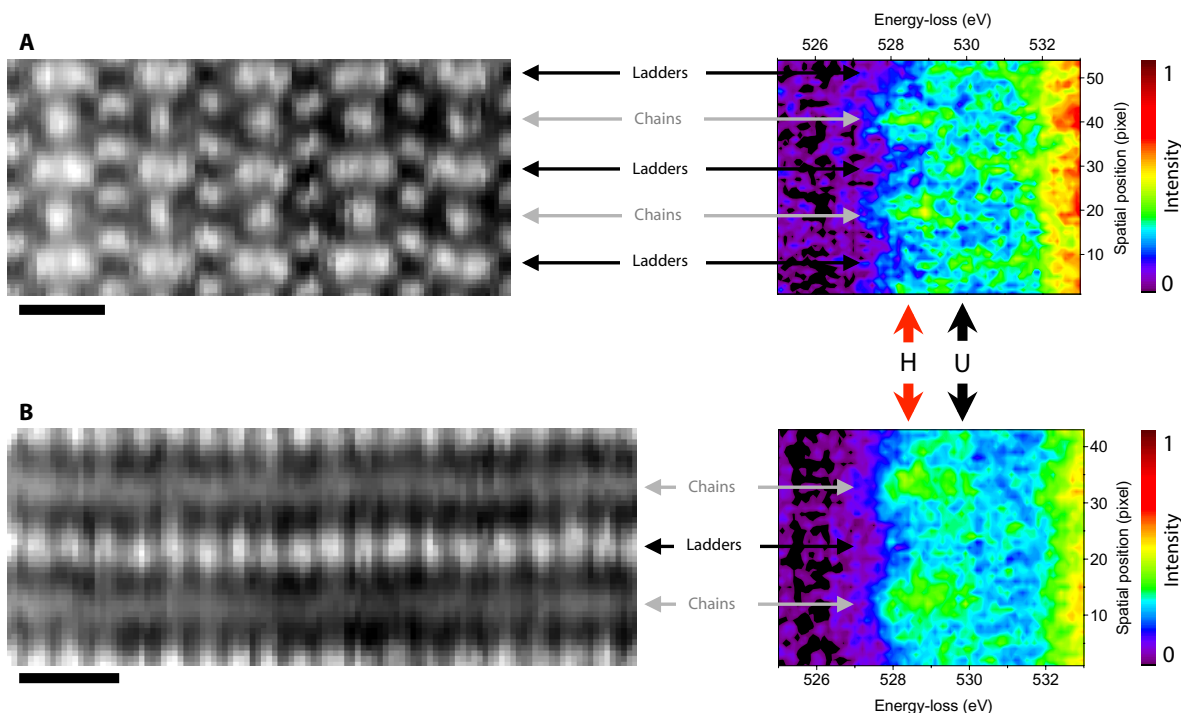 A
Energy-loss (eV)
526 528 530 532
Ladders
Chains
Ladders
Chains
Ladders
50
40
30
20
10
Spatial position (pixel)
1
Intensity
0
H U
B
Chains
Ladders
Chains
40
30
20
10
Spatial position (pixel)
1
Intensity
0
526 528 530 532
Energy-loss (eV)